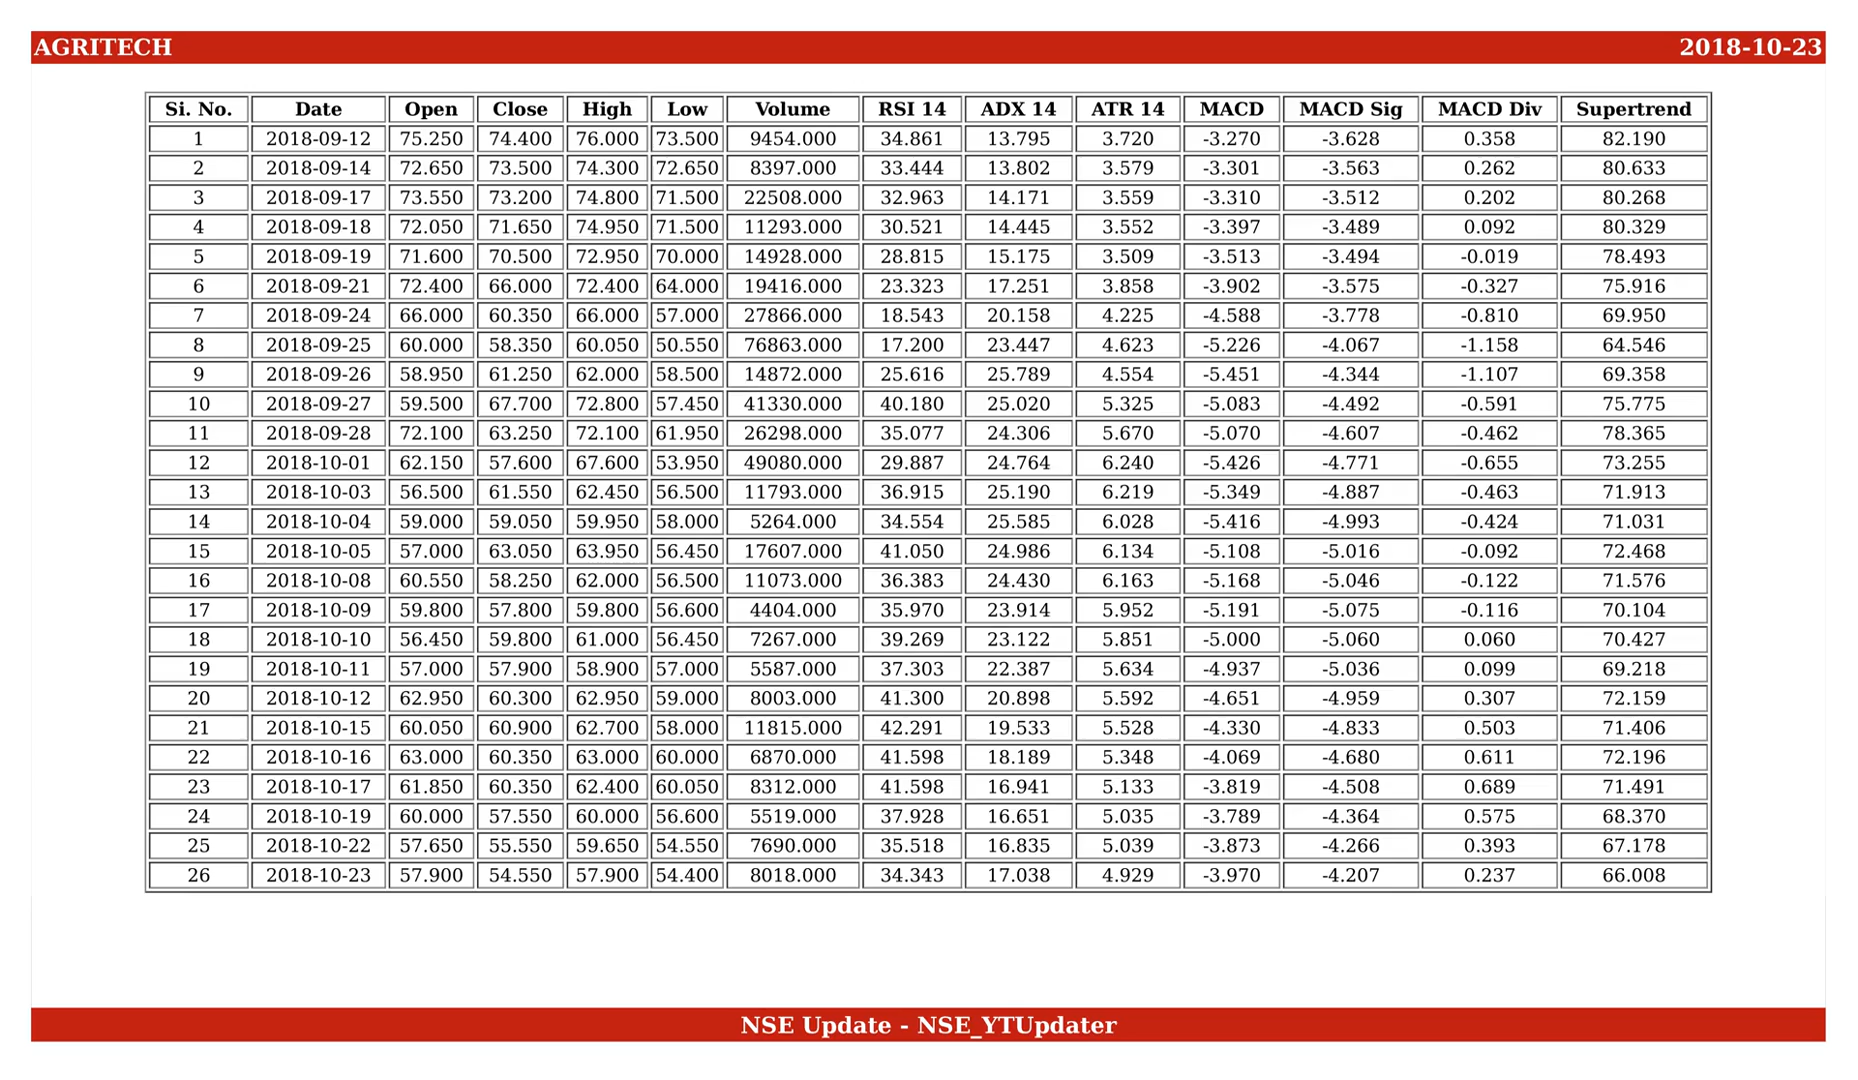 AGRITECH 2018-10-23
Si. No. Date Open Close High Low Volume RSI 14 ADX 14 ATR 14 MACD MACD Sig MACD Div Supertrend
1 2018-09-12 75.250 74.400 76.000 73.500 9454.000 34.861 13.795 3.720 -3.270 -3.628 0.358 82.190
2 2018-09-14 72.650 73.500 74.300 72.650 8397.000 33.444 13.802 3.579 -3.301 -3.563 0.262 80.633
3 2018-09-17 73.550 73.200 74.800 71.500 22508.000 32.963 14.171 3.559 -3.310 -3.512 0.202 80.268
4 2018-09-18 72.050 71.650 74.950 71.500 11293.000 30.521 14.445 3.552 -3.397 -3.489 0.092 80.329
5 2018-09-19 71.600 70.500 72.950 70.000 14928.000 28.815 15.175 3.509 -3.513 -3.494 -0.019 78.493
6 2018-09-21 72.400 66.000 72.400 64.000 19416.000 23.323 17.251 3.858 -3.902 -3.575 -0.327 75.916
7 2018-09-24 66.000 60.350 66.000 57.000 27866.000 18.543 20.158 4.225 -4.588 -3.778 -0.810 69.950
8 2018-09-25 60.000 58.350 60.050 50.550 76863.000 17.200 23.447 4.623 -5.226 -4.067 -1.158 64.546
9 2018-09-26 58.950 61.250 62.000 58.500 14872.000 25.616 25.789 4.554 -5.451 -4.344 -1.107 69.358
10 2018-09-27 59.500 67.700 72.800 57.450 41330.000 40.180 25.020 5.325 -5.083 -4.492 -0.591 75.775
11 2018-09-28 72.100 63.250 72.100 61.950 26298.000 35.077 24.306 5.670 -5.070 -4.607 -0.462 78.365
12 2018-10-01 62.150 57.600 67.600 53.950 49080.000 29.887 24.764 6.240 -5.426 -4.771 -0.655 73.255
13 2018-10-03 56.500 61.550 62.450 56.500 11793.000 36.915 25.190 6.219 -5.349 -4.887 -0.463 71.913
14 2018-10-04 59.000 59.050 59.950 58.000 5264.000 34.554 25.585 6.028 -5.416 -4.993 -0.424 71.031
15 2018-10-05 57.000 63.050 63.950 56.450 17607.000 41.050 24.986 6.134 -5.108 -5.016 -0.092 72.468
16 2018-10-08 60.550 58.250 62.000 56.500 11073.000 36.383 24.430 6.163 -5.168 -5.046 -0.122 71.576
17 2018-10-09 59.800 57.800 59.800 56.600 4404.000 35.970 23.914 5.952 -5.191 -5.075 -0.116 70.104
18 2018-10-10 56.450 59.800 61.000 56.450 7267.000 39.269 23.122 5.851 -5.000 -5.060 0.060 70.427
19 2018-10-11 57.000 57.900 58.900 57.000 5587.000 37.303 22.387 5.634 -4.937 -5.036 0.099 69.218
20 2018-10-12 62.950 60.300 62.950 59.000 8003.000 41.300 20.898 5.592 -4.651 -4.959 0.307 72.159
21 2018-10-15 60.050 60.900 62.700 58.000 11815.000 42.291 19.533 5.528 -4.330 -4.833 0.503 71.406
22 2018-10-16 63.000 60.350 63.000 60.000 6870.000 41.598 18.189 5.348 -4.069 -4.680 0.611 72.196
23 2018-10-17 61.850 60.350 62.400 60.050 8312.000 41.598 16.941 5.133 -3.819 -4.508 0.689 71.491
24 2018-10-19 60.000 57.550 60.000 56.600 5519.000 37.928 16.651 5.035 -3.789 -4.364 0.575 68.370
25 2018-10-22 57.650 55.550 59.650 54.550 7690.000 35.518 16.835 5.039 -3.873 -4.266 0.393 67.178
26 2018-10-23 57.900 54.550 57.900 54.400 8018.000 34.343 17.038 4.929 -3.970 -4.207 0.237 66.008
NSE Update - NSE_YTUpdater